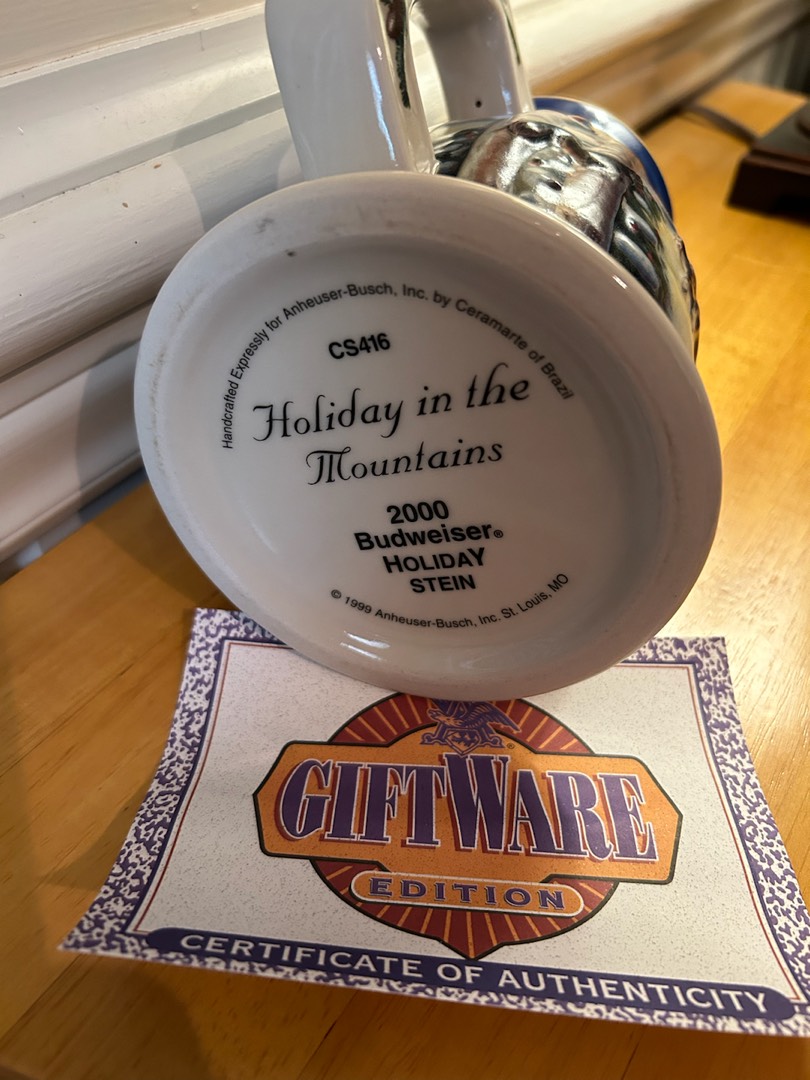 Handcrafted Expressly for Anheuser-Busch, Inc. by Ceramarte of Brazil
CS416
Holiday in the
Mountains
2000
Budweiser®
HOLIDAY
STEIN
© 1999 Anheuser-Busch, Inc. St. Louis, MO
®
GIFTWARE
EDITION
CERTIFICATE OF AUTHENTICITY